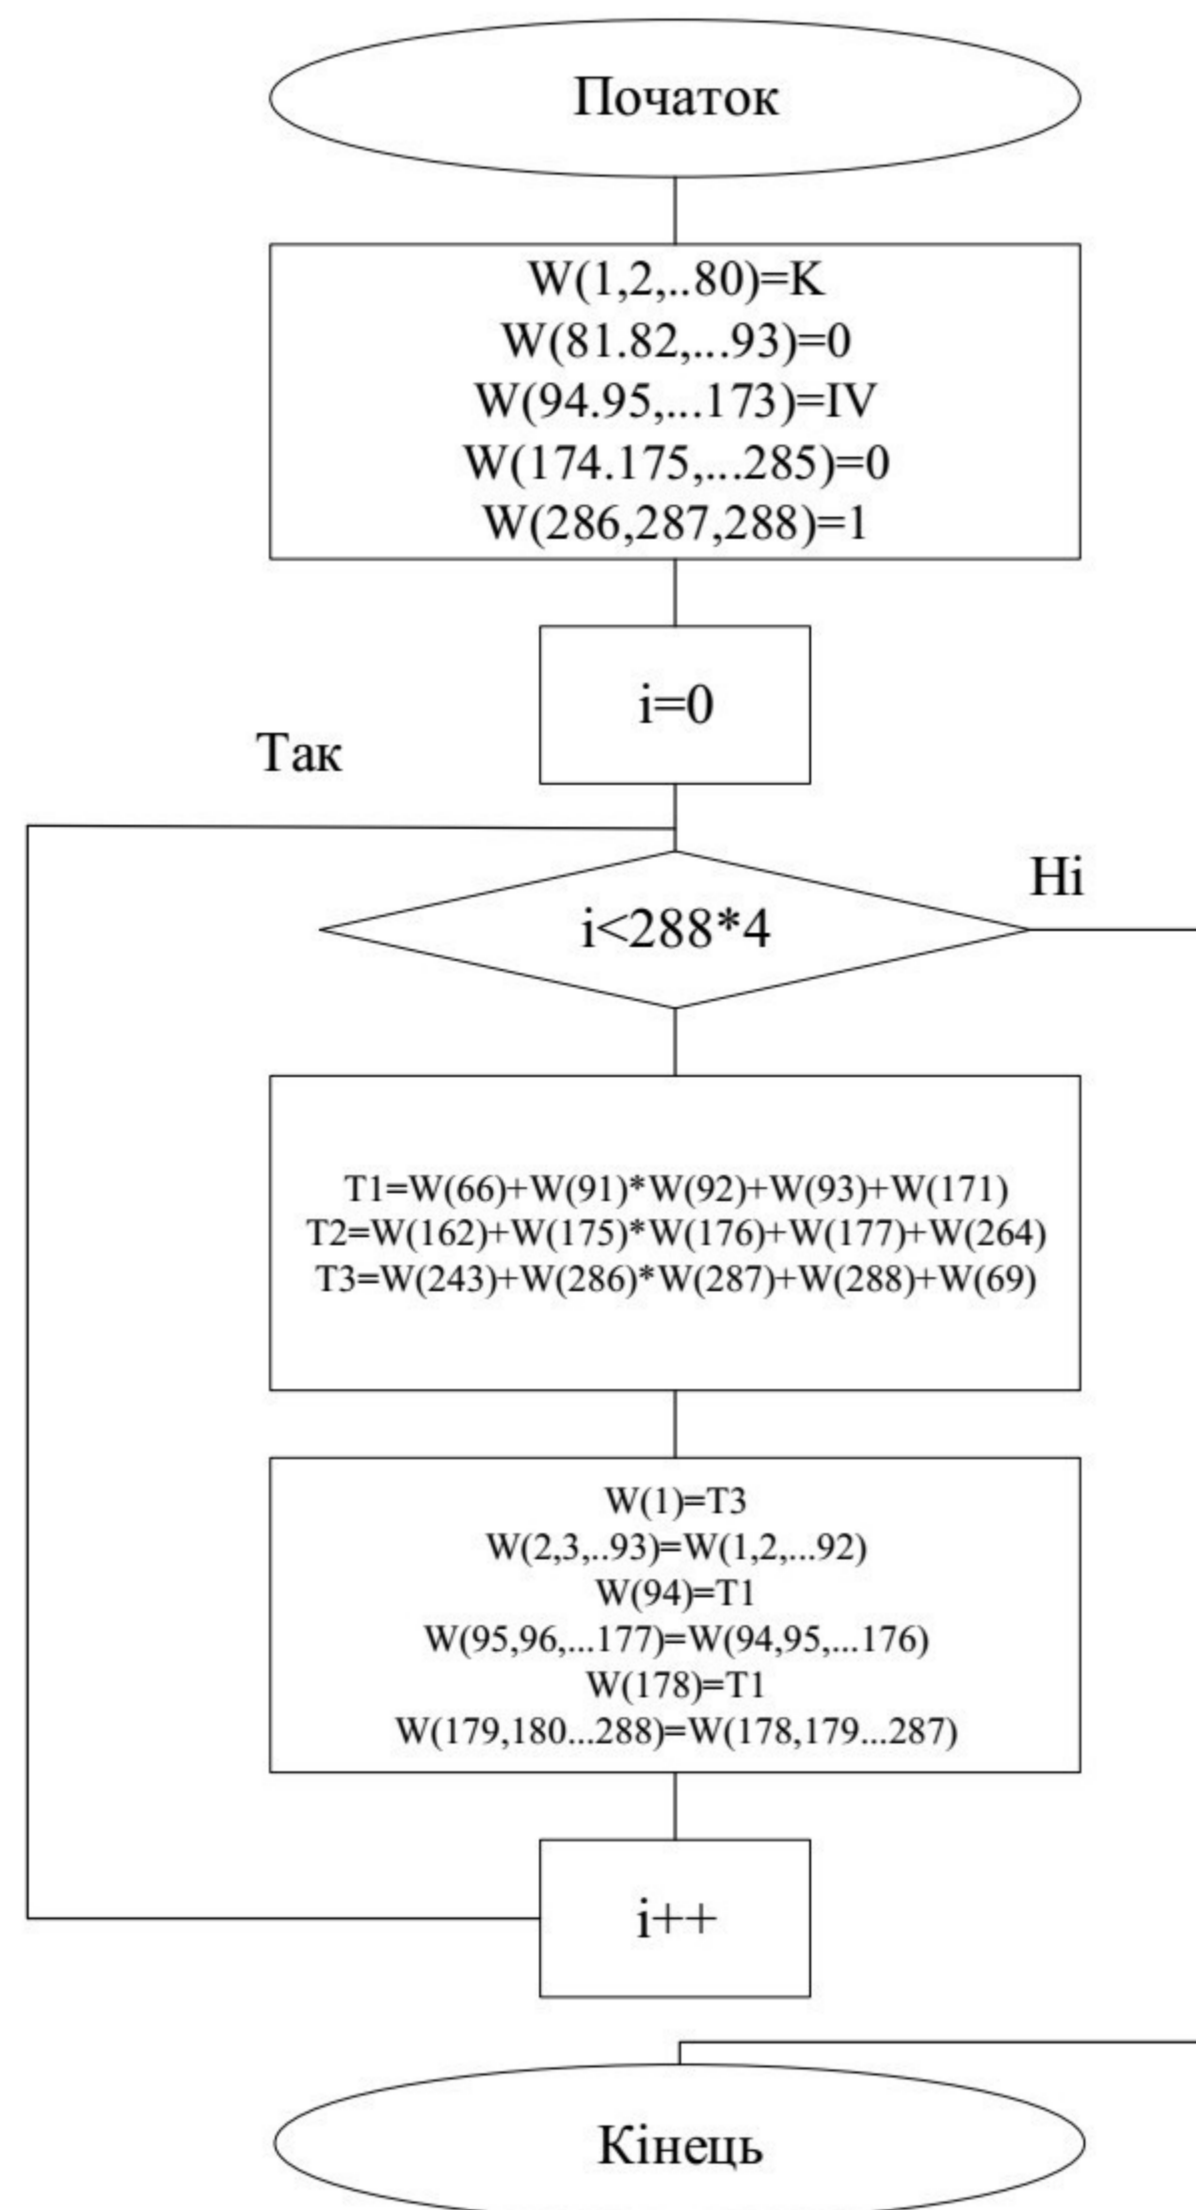 Початок
W(1,2,..80)=K
W(81.82,...93)=0
W(94.95,...173)=IV
W(174.175,...285)=0
W(286,287,288)=1
i=0
Так
Ні
i<288*4
T1=W(66)+W(91)*W(92)+W(93)+W(171)
T2=W(162)+W(175)*W(176)+W(177)+W(264)
T3=W(243)+W(286)*W(287)+W(288)+W(69)
W(1)=T3
W(2,3,..93)=W(1,2,...92)
W(94)=T1
W(95,96,...177)=W(94,95,...176)
W(178)=T1
W(179,180...288)=W(178,179...287)
i++
Кінець